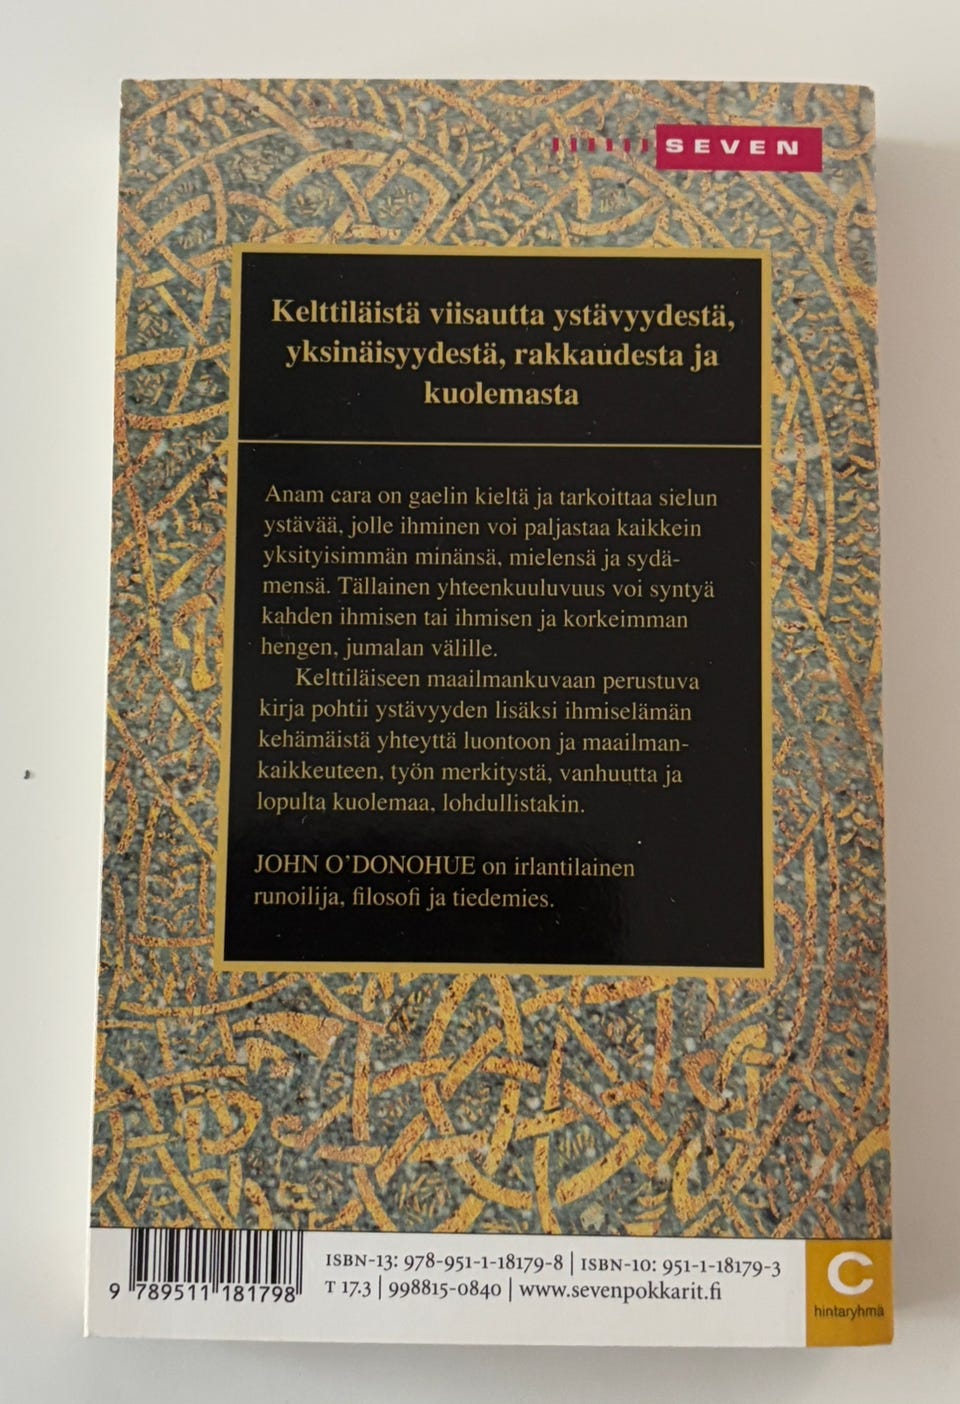 SEVEN
Kelttiläistä viisautta ystävyydestä,
yksinäisyydestä, rakkaudesta ja
kuolemasta
Anam cara on gaelin kieltä ja tarkoittaa sielun
ystävää, jolle ihminen voi paljastaa kaikkein
yksityisimmän minänsä, mielensä ja sydä-
mensä. Tällainen yhteenkuuluvuus voi syntyä
kahden ihmisen tai ihmisen ja korkeimman
hengen, jumalan välille.
Kelttiläiseen maailmankuvaan perustuva
kirja pohtii ystävyyden lisäksi ihmiselämän
kehämäistä yhteyttä luontoon ja maailman-
kaikkeuteen, työn merkitystä, vanhuutta ja
lopulta kuolemaa, lohdullistakin.
JOHN O'DONOHUE on irlantilainen
runoilija, filosofi ja tiedemies.
ISBN-13: 978-951-1-18179-8 | ISBN-10: 951-1-18179-3
T 17.3 | 998815-0840 | www.sevenpokkarit.fi
9 789511 181798
C
hintaryhmä